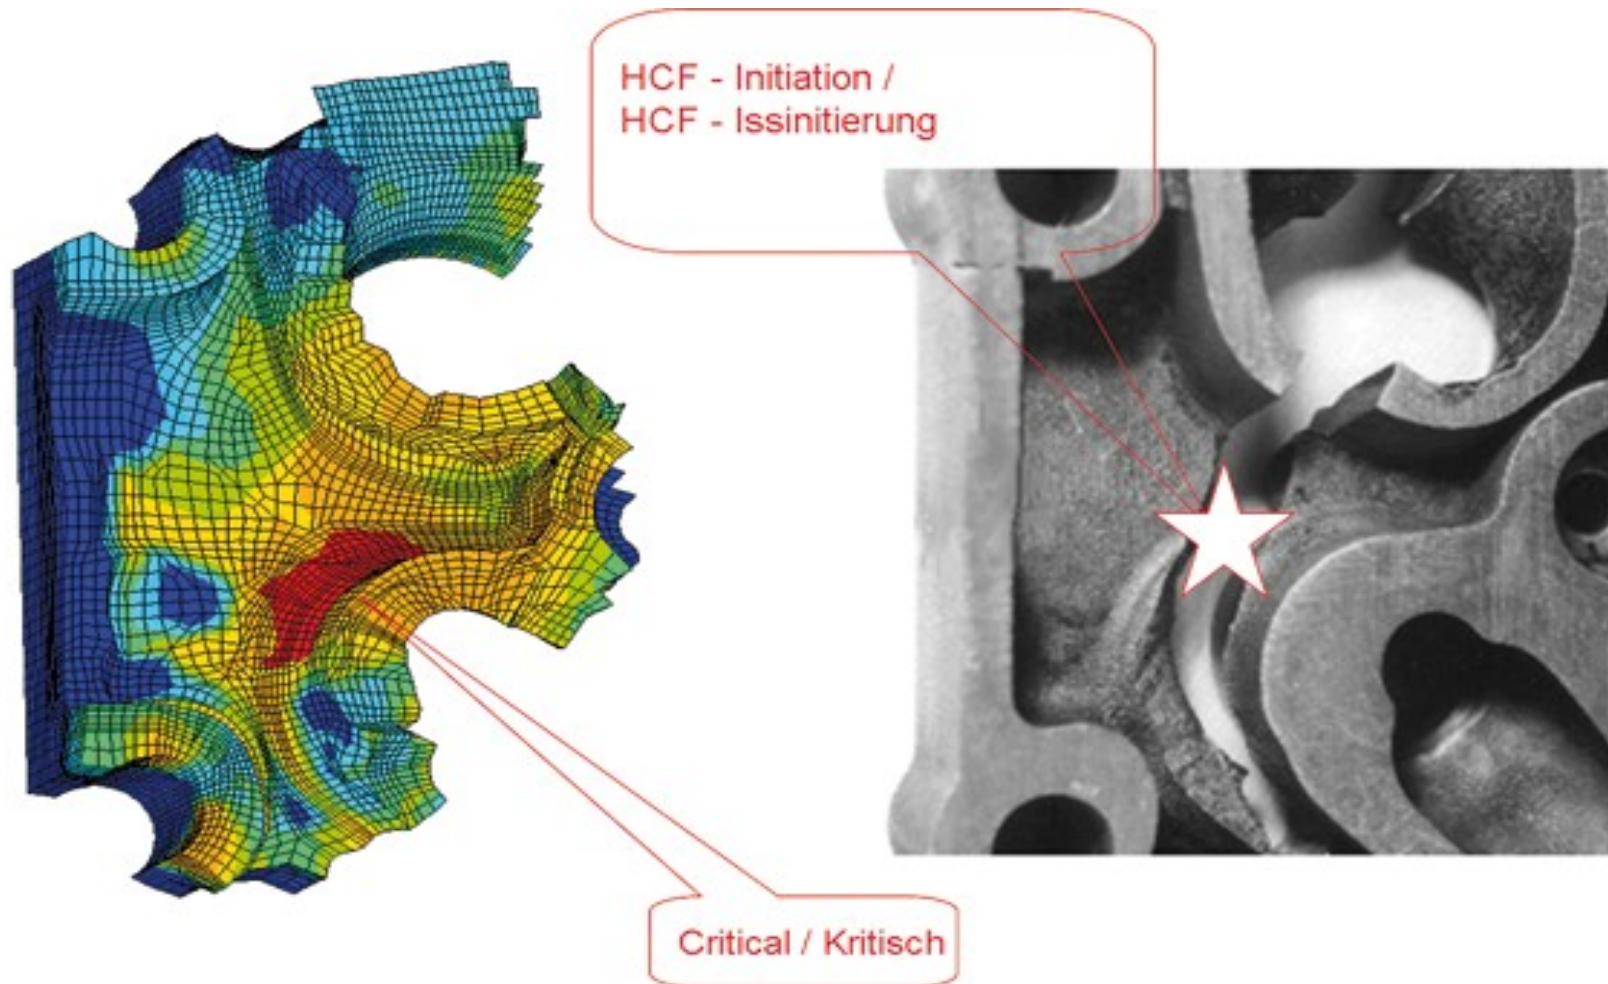 HCF - Initiation /
HCF - Issinitierung
Critical / Kritisch